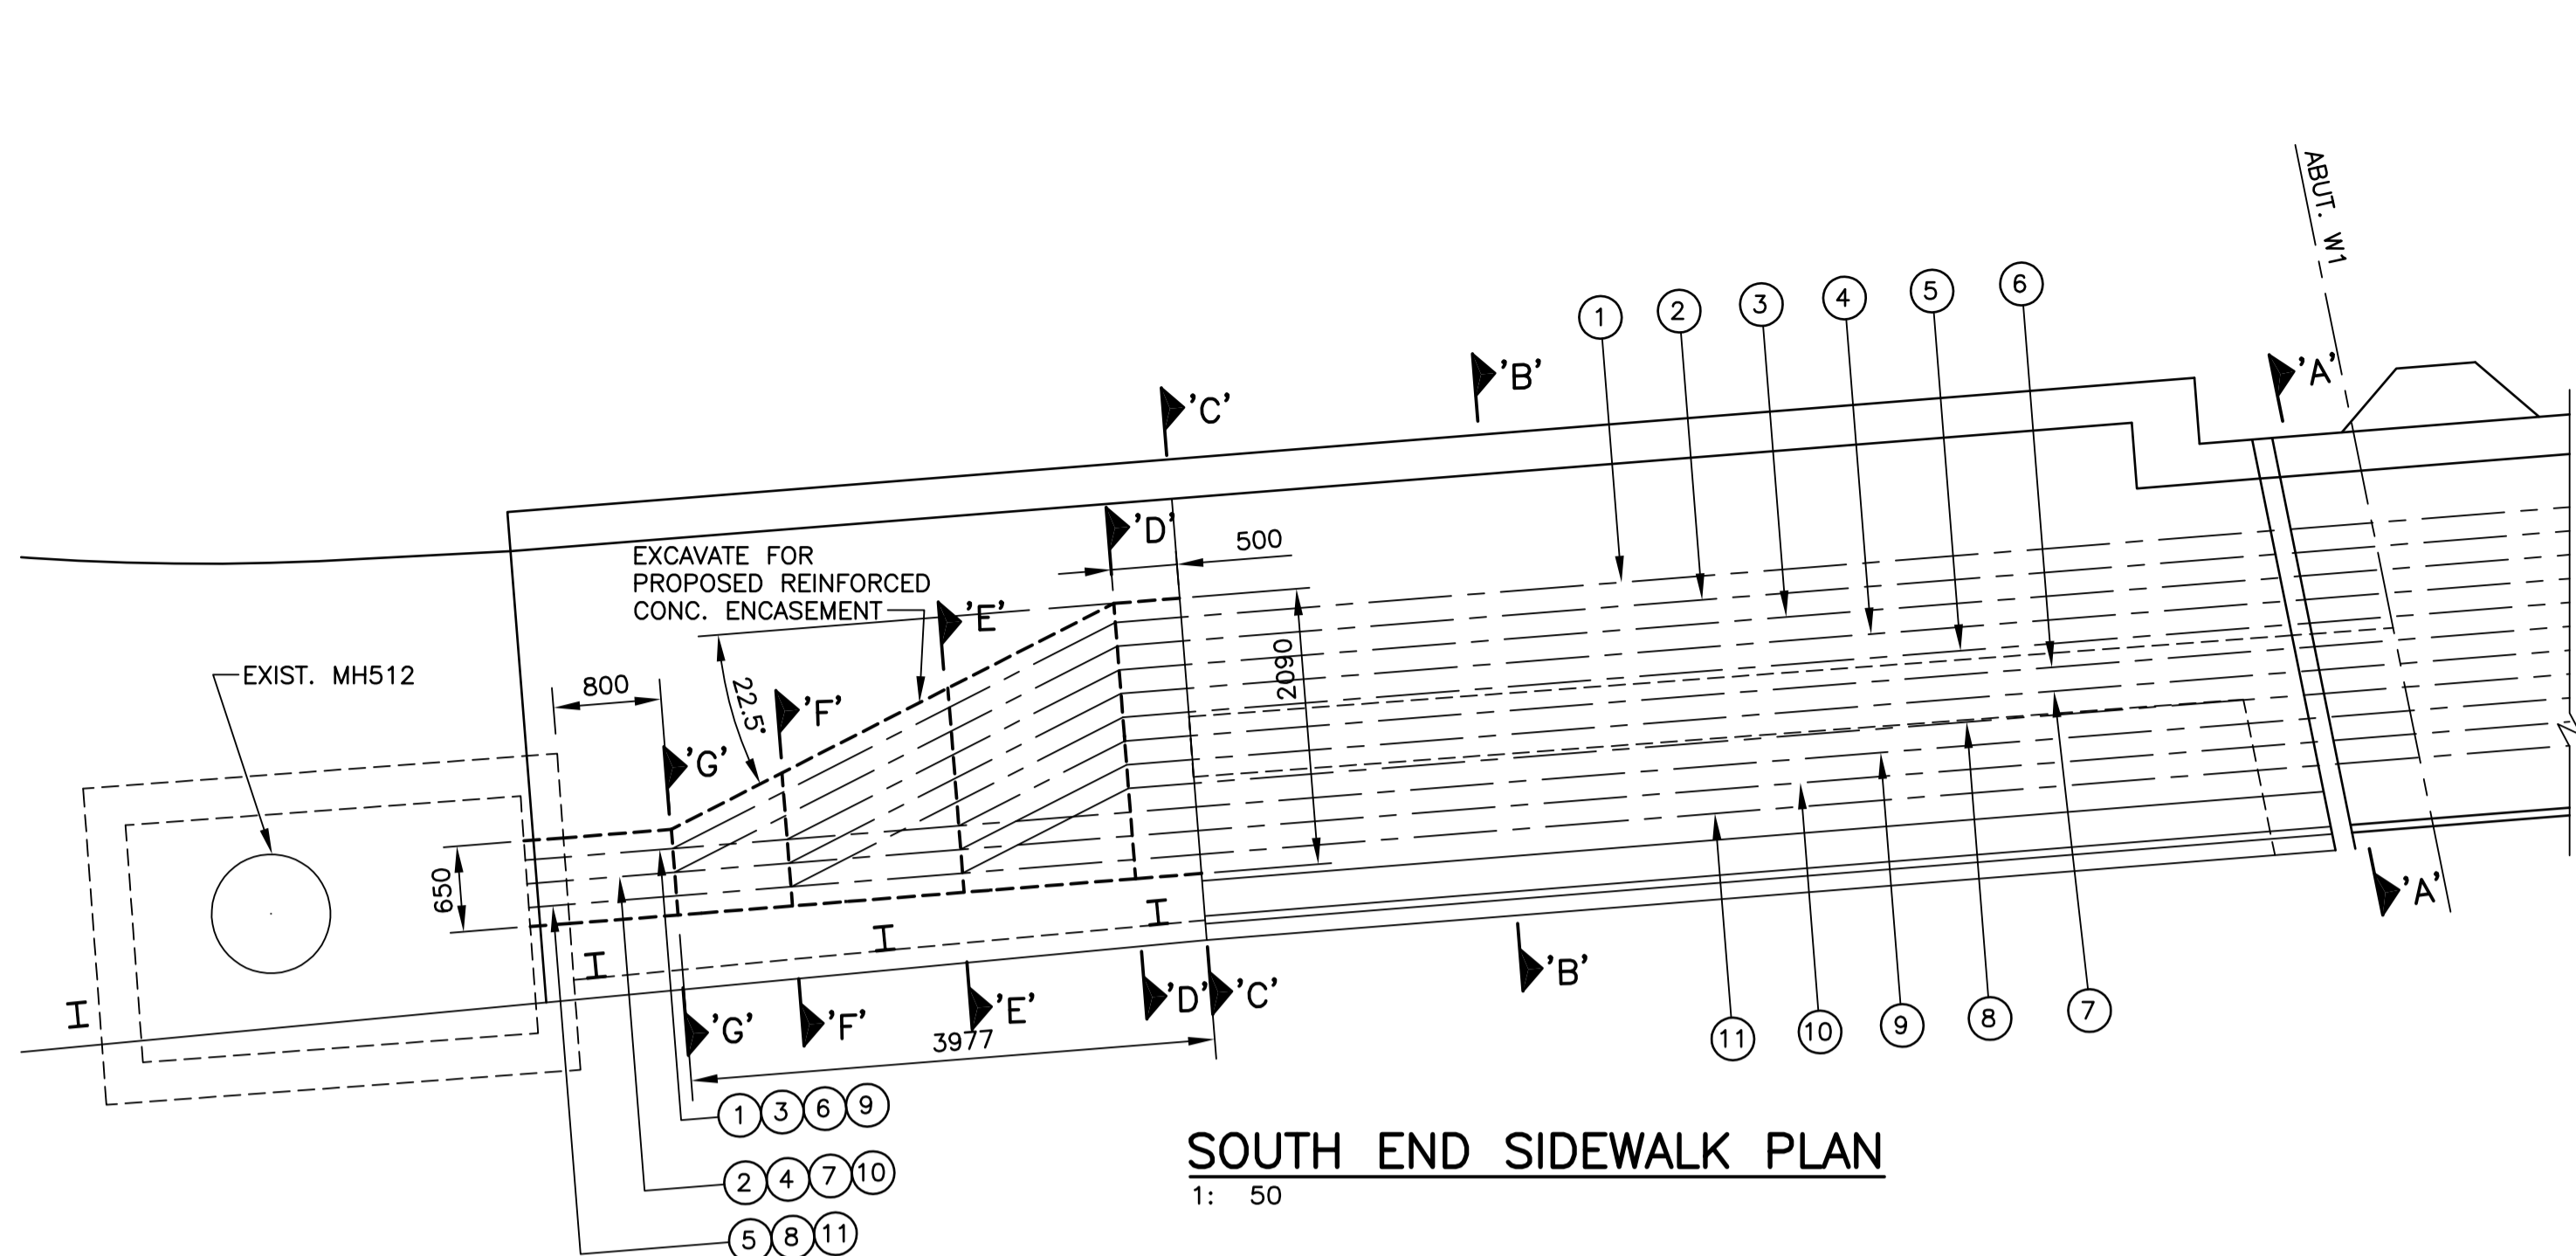 ABUT. W1
6
5
4
3
2
1
'B'
'A'
'C'
'D'
500
EXCAVATE FOR
PROPOSED REINFORCED
CONC. ENCASEMENT
'E'
2090
EXIST. MH512
800
22.5°
'F'
'G'
650
I
I
I
I
'A'
'B'
'C'
'D'
'E'
'F'
'G'
3977
11
10
9
8
7
1 3 6 9
2 4 7 10
5 8 11
SOUTH END SIDEWALK PLAN
1: 50